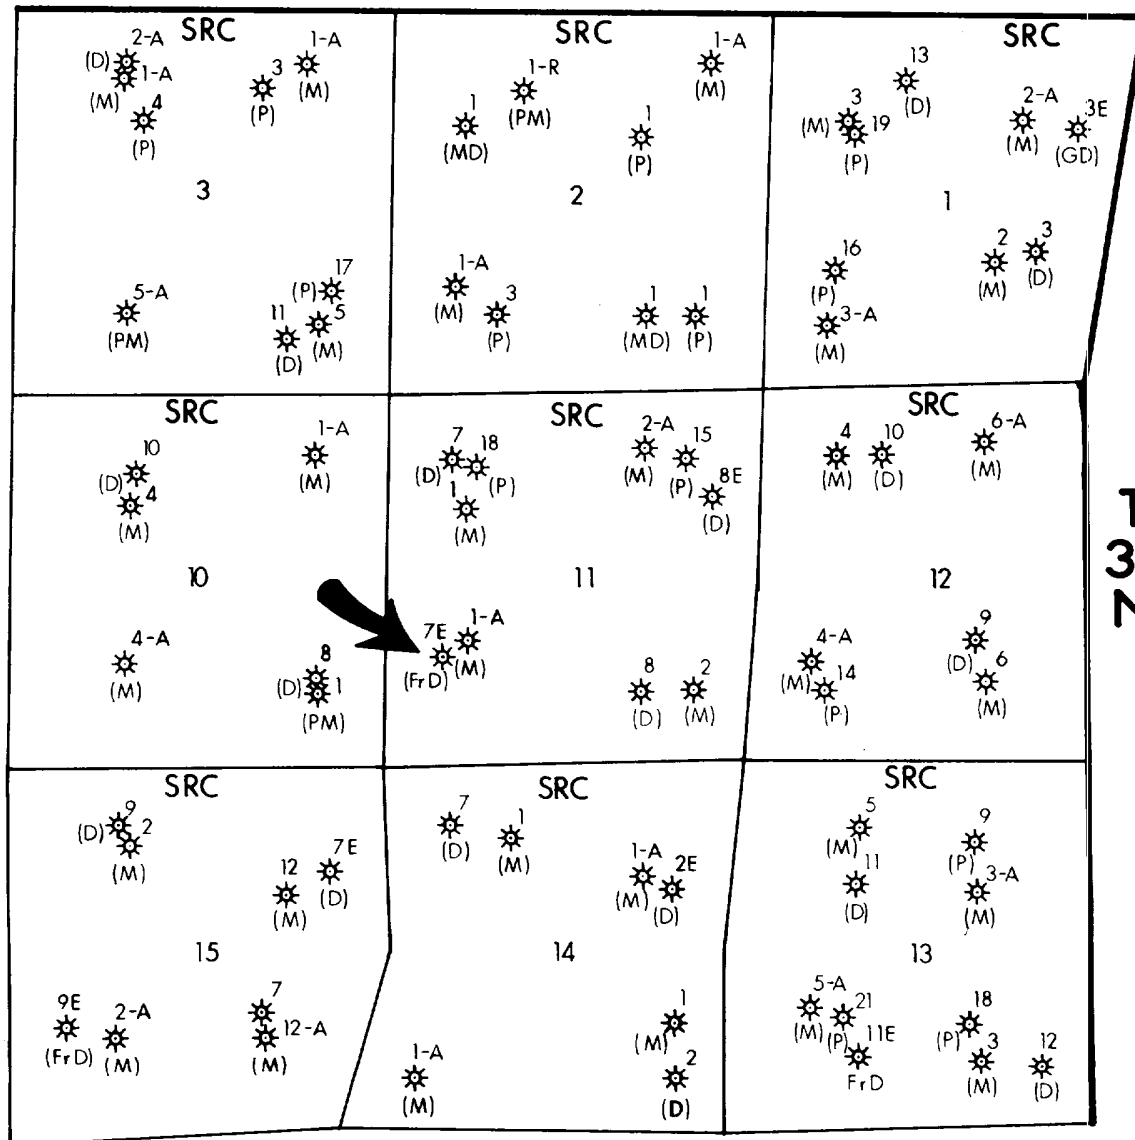 SRC
2-A
(D)
1-A
(M)
4
(P)
3
(P)
1-A
(M)
3
5-A
(PM)
17
(P)
11
(D)
5
(M)
SRC
1-R
(PM)
1
(MD)
1-A
(M)
1
(P)
2
1-A
(M)
3
(P)
1
(MD)
1
(P)
SRC
13
(D)
3
(M)
19
(P)
2-A
(M)
3E
(GD)
1
16
(P)
3-A
(M)
2
(M)
3
(D)
SRC
10
(D)
4
(M)
1-A
(M)
10
4-A
(M)
8
(D)
1
(PM)
SRC
7
(D)
18
(P)
1
(M)
2-A
(M)
15
(P)
8E
(D)
11
7E
(FrD)
1-A
(M)
8
(D)
2
(M)
SRC
4
(M)
10
(D)
6-A
(M)
12
4-A
(M)
14
(P)
9
(D)
6
(M)
T
3
N
SRC
9
(D)
2
(M)
12
(M)
7E
(D)
15
9E
(FrD)
2-A
(M)
7
12-A
(M)
SRC
7
(D)
1
(M)
1-A
(M)
2E
(D)
14
1-A
(M)
1
(M)
2
(D)
SRC
5
(M)
11
(D)
9
(P)
3-A
(M)
13
5-A
(M)
21
(P)
11E
FrD
18
(P)
3
(M)
12
(D)